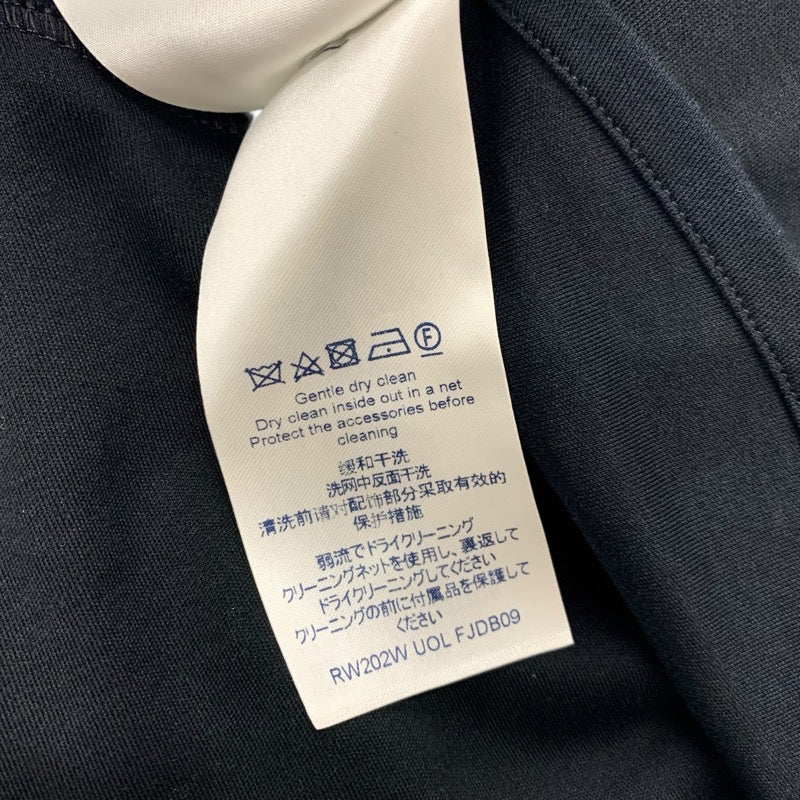 F
Gentle dry clean
Dry clean inside out in a net
Protect the accessories before
cleaning
缓和干洗
洗网中反面干洗
清洗前请对配饰部分采取有效的
保护措施
弱流でドライクリーニング
クリーニングネットを使用し、裏返して
ドライクリーニングしてください
クリーニングの前に付属品を保護して
ください
RW202W UOL FJDB09